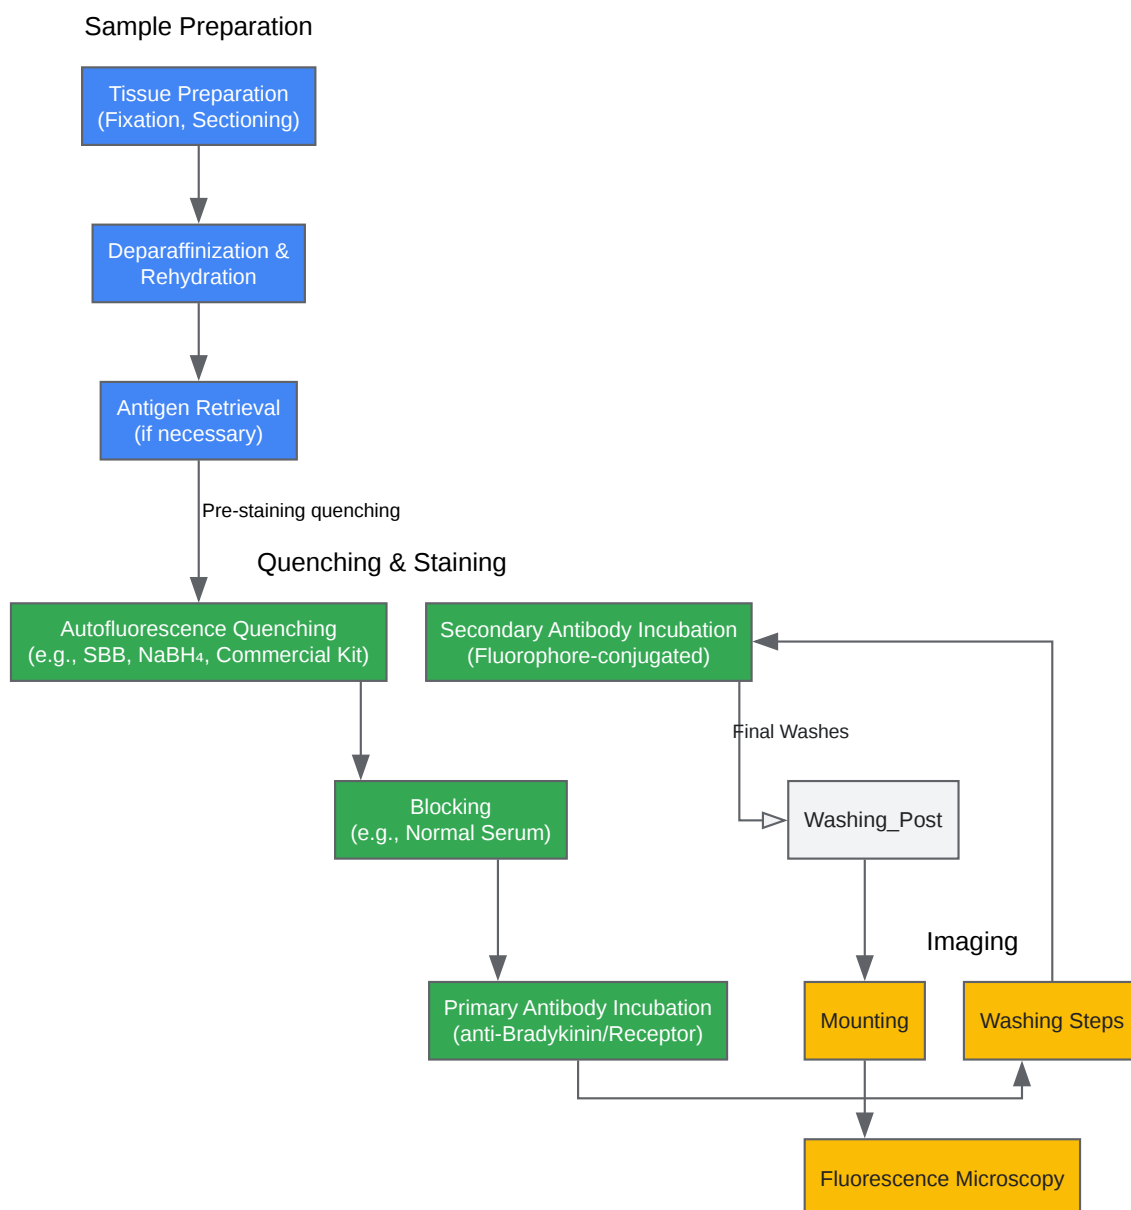 Sample Preparation
Tissue Preparation
(Fixation, Sectioning)
Deparaffinization &
Rehydration
Antigen Retrieval
(if necessary)
Pre-staining quenching
Quenching & Staining
Autofluorescence Quenching
(e.g., SBB, NaBH₄, Commercial Kit)
Secondary Antibody Incubation
(Fluorophore-conjugated)
Final Washes
Blocking
(e.g., Normal Serum)
Washing_Post
Imaging
Primary Antibody Incubation
(anti-Bradykinin/Receptor)
Mounting
Washing Steps
Fluorescence Microscopy